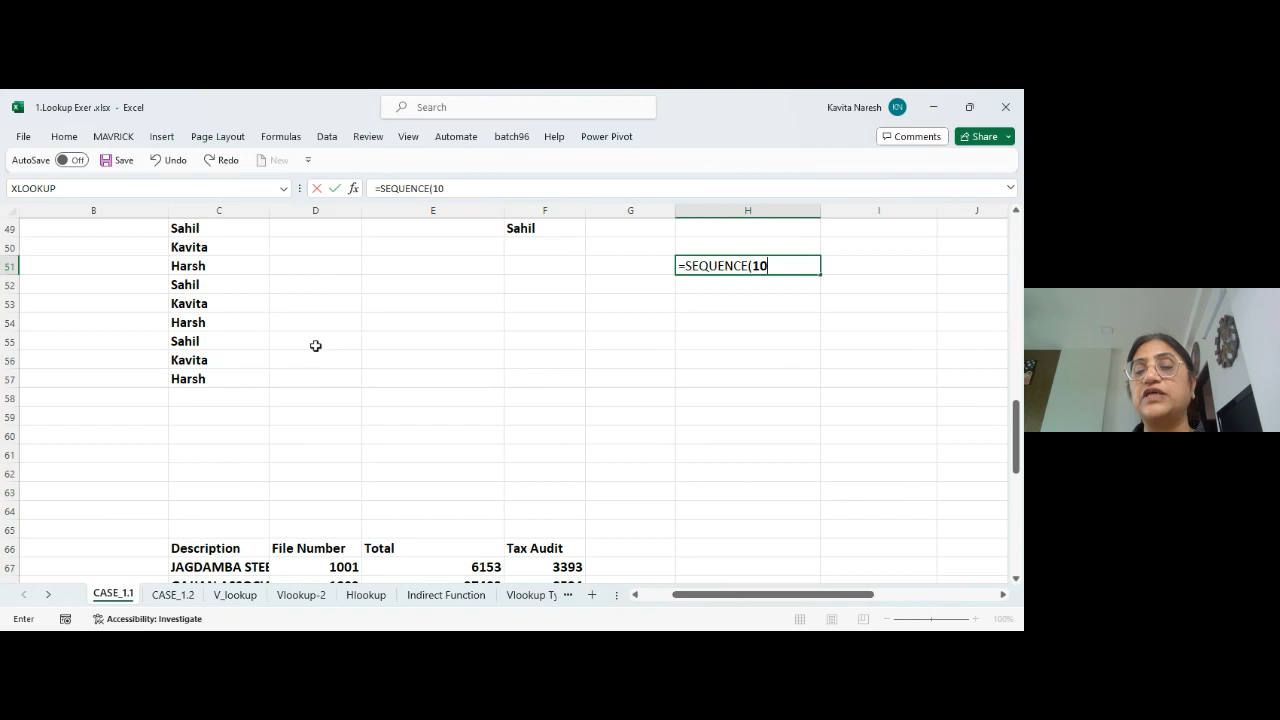 1.Lookup Exer .xlsx - Excel
Search
Kavita Naresh KN
File Home MAVRICK Insert Page Layout Formulas Data Review View Automate batch96 Help Power Pivot
Comments Share
AutoSave Off Save Undo Redo New
XLOOKUP fx =SEQUENCE(10
B C D E F G H I J
49 Sahil Sahil
50 Kavita
51 Harsh =SEQUENCE(10
52 Sahil
53 Kavita
54 Harsh
55 Sahil
56 Kavita
57 Harsh
58
59
60
61
62
63
64
65
66 Description File Number Total Tax Audit
67 JAGDAMBA STEE 1001 6153 3393
CASE_1.1 CASE_1.2 V_lookup Vlookup-2 Hlookup Indirect Function Vlookup Ty
Enter Accessibility: Investigate 100%